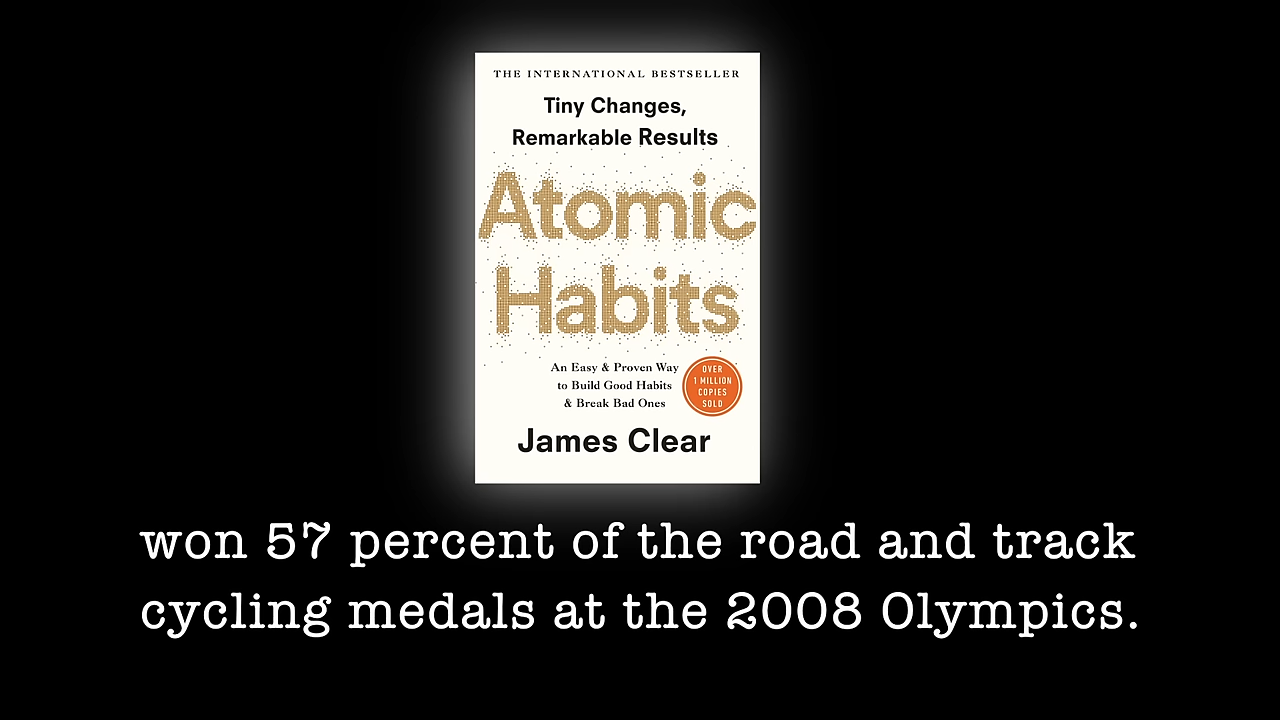 THE INTERNATIONAL BESTSELLER
Tiny Changes,
Remarkable Results
Atomic
Habits
An Easy & Proven Way
to Build Good Habits
& Break Bad Ones
OVER
1 MILLION
COPIES
SOLD
James Clear
won 57 percent of the road and track
cycling medals at the 2008 Olympics.